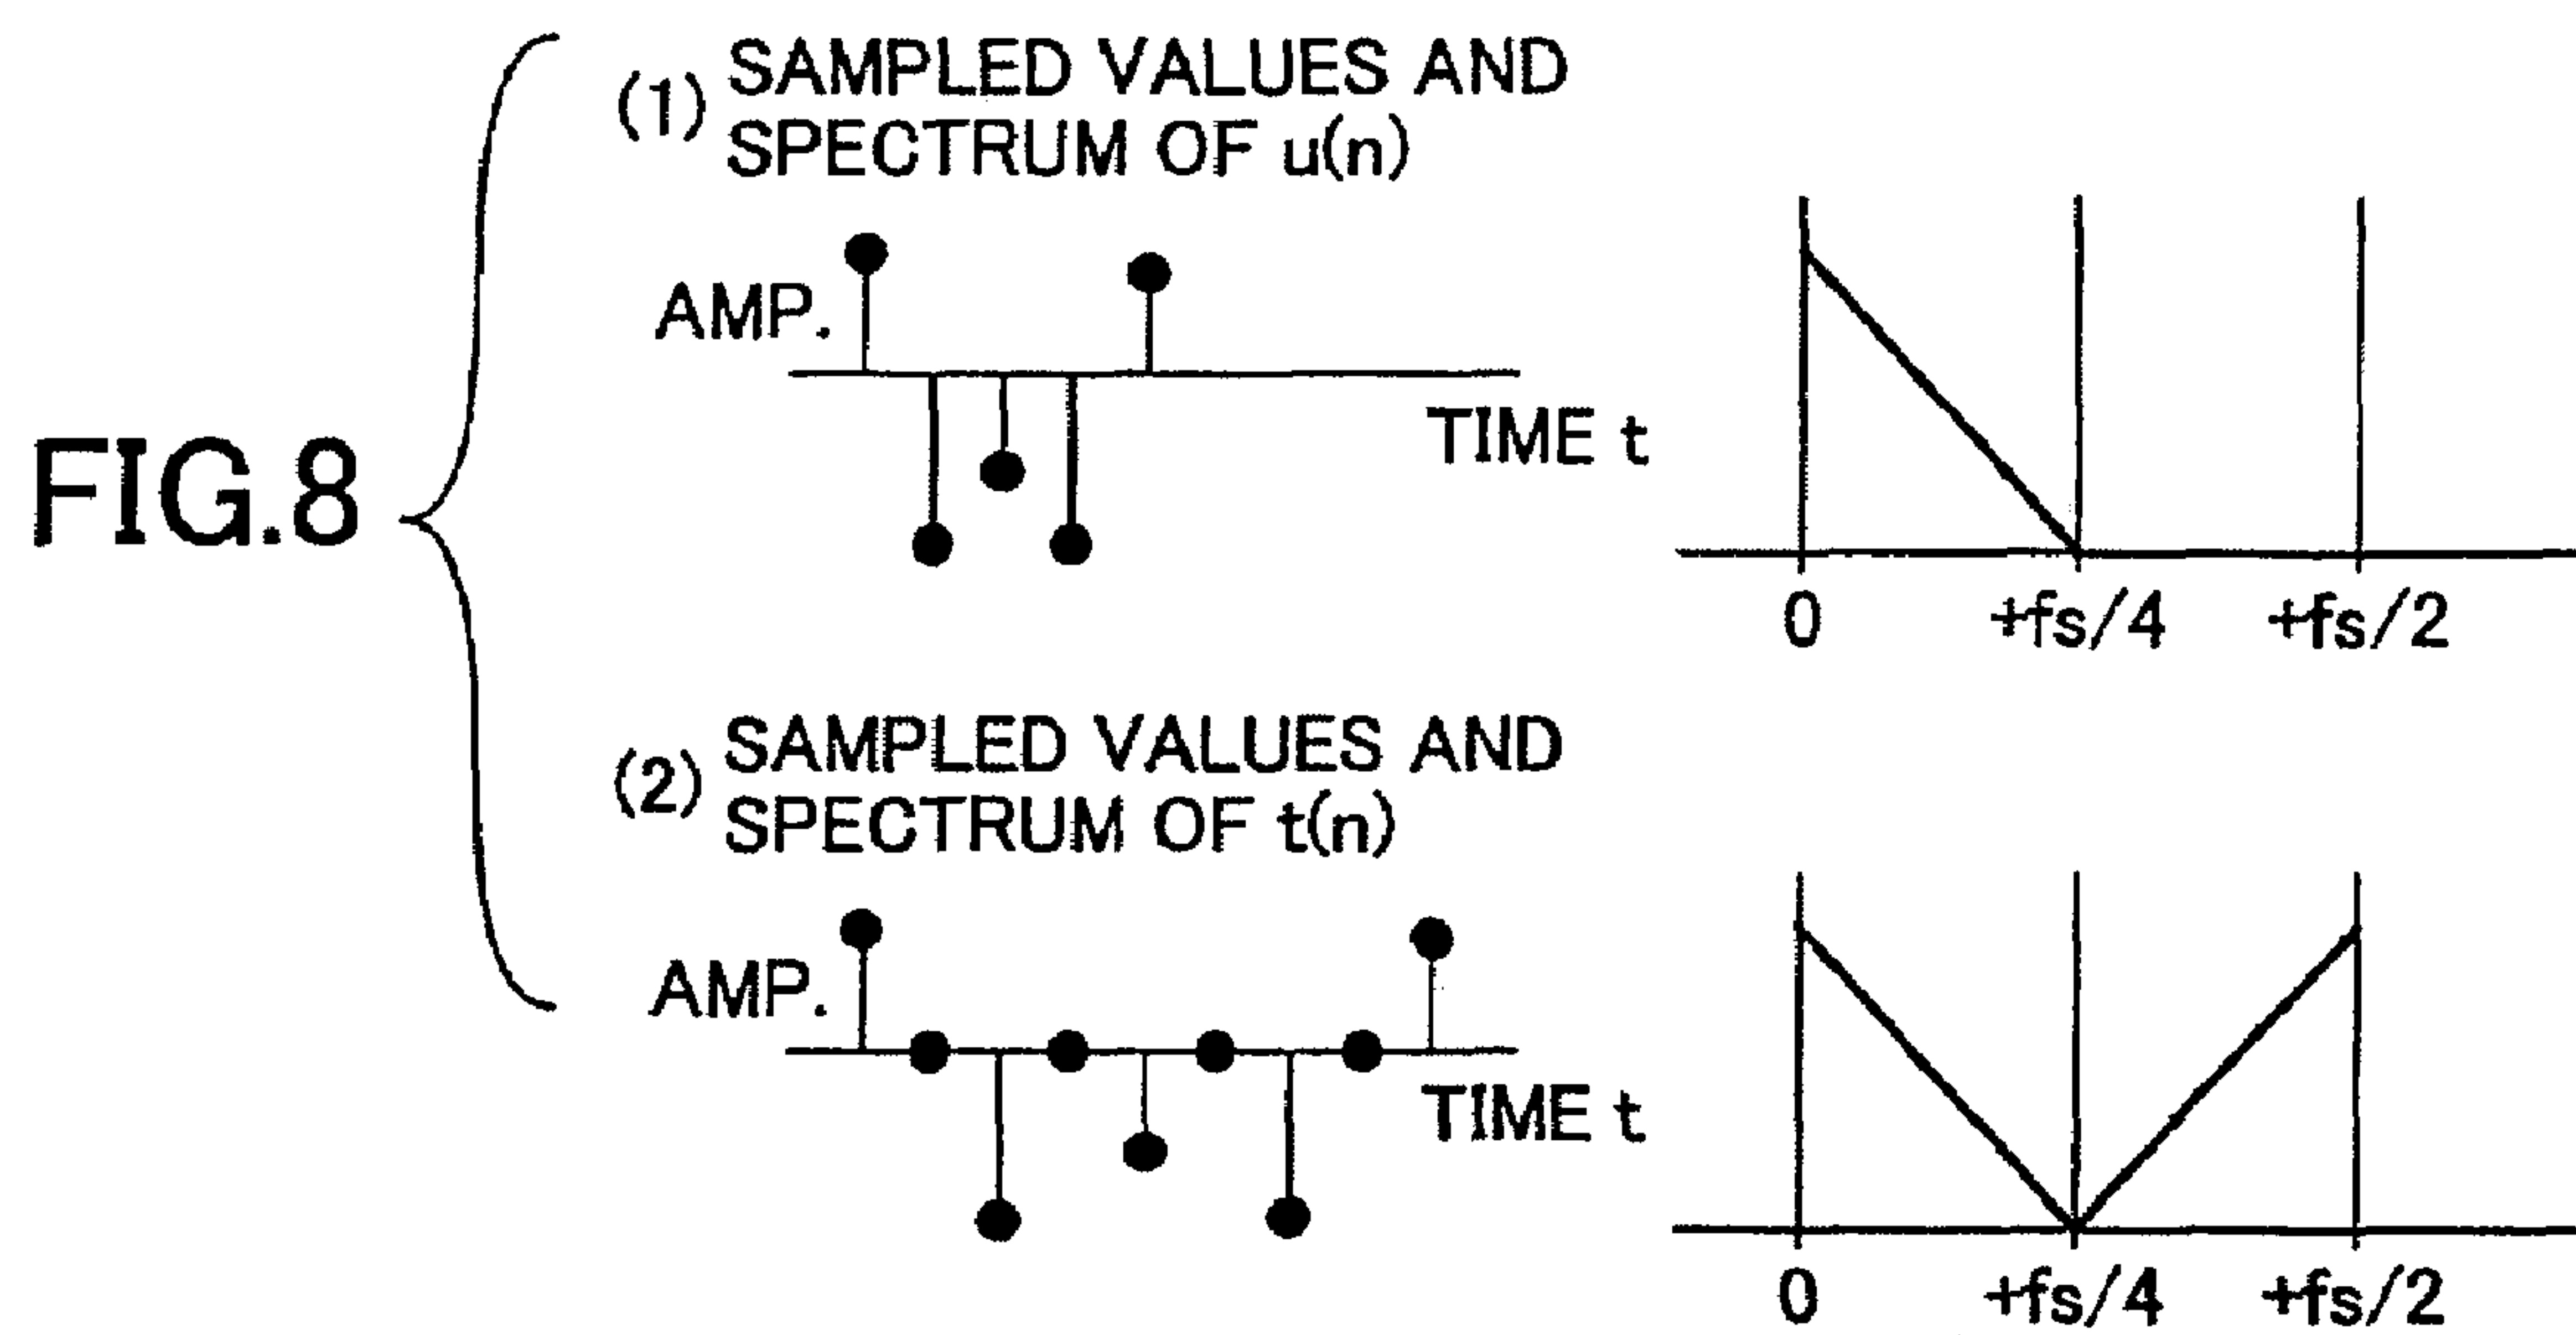 FIG.8
(1) SAMPLED VALUES AND
SPECTRUM OF u(n)
AMP.
TIME t
0 +fs/4 +fs/2
(2) SAMPLED VALUES AND
SPECTRUM OF t(n)
AMP.
TIME t
0 +fs/4 +fs/2